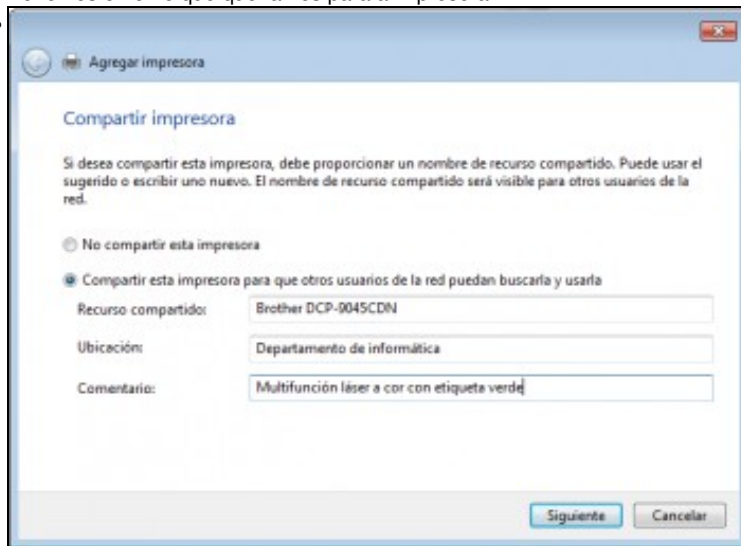 Agregar impresora
Compartir impresora
Si desea compartir esta impresora, debe proporcionar un nombre de recurso compartido. Puede usar el
sugerido o escribir uno nuevo. El nombre de recurso compartido será visible para otros usuarios de la
red.
No compartir esta impresora
Compartir esta impresora para que otros usuarios de la red puedan buscarla y usarla
Recurso compartido: Brother DCP-9045CDN
Ubicación: Departamento de informática
Comentario: Multifunción láser a cor con etiqueta verde
Siguiente Cancelar